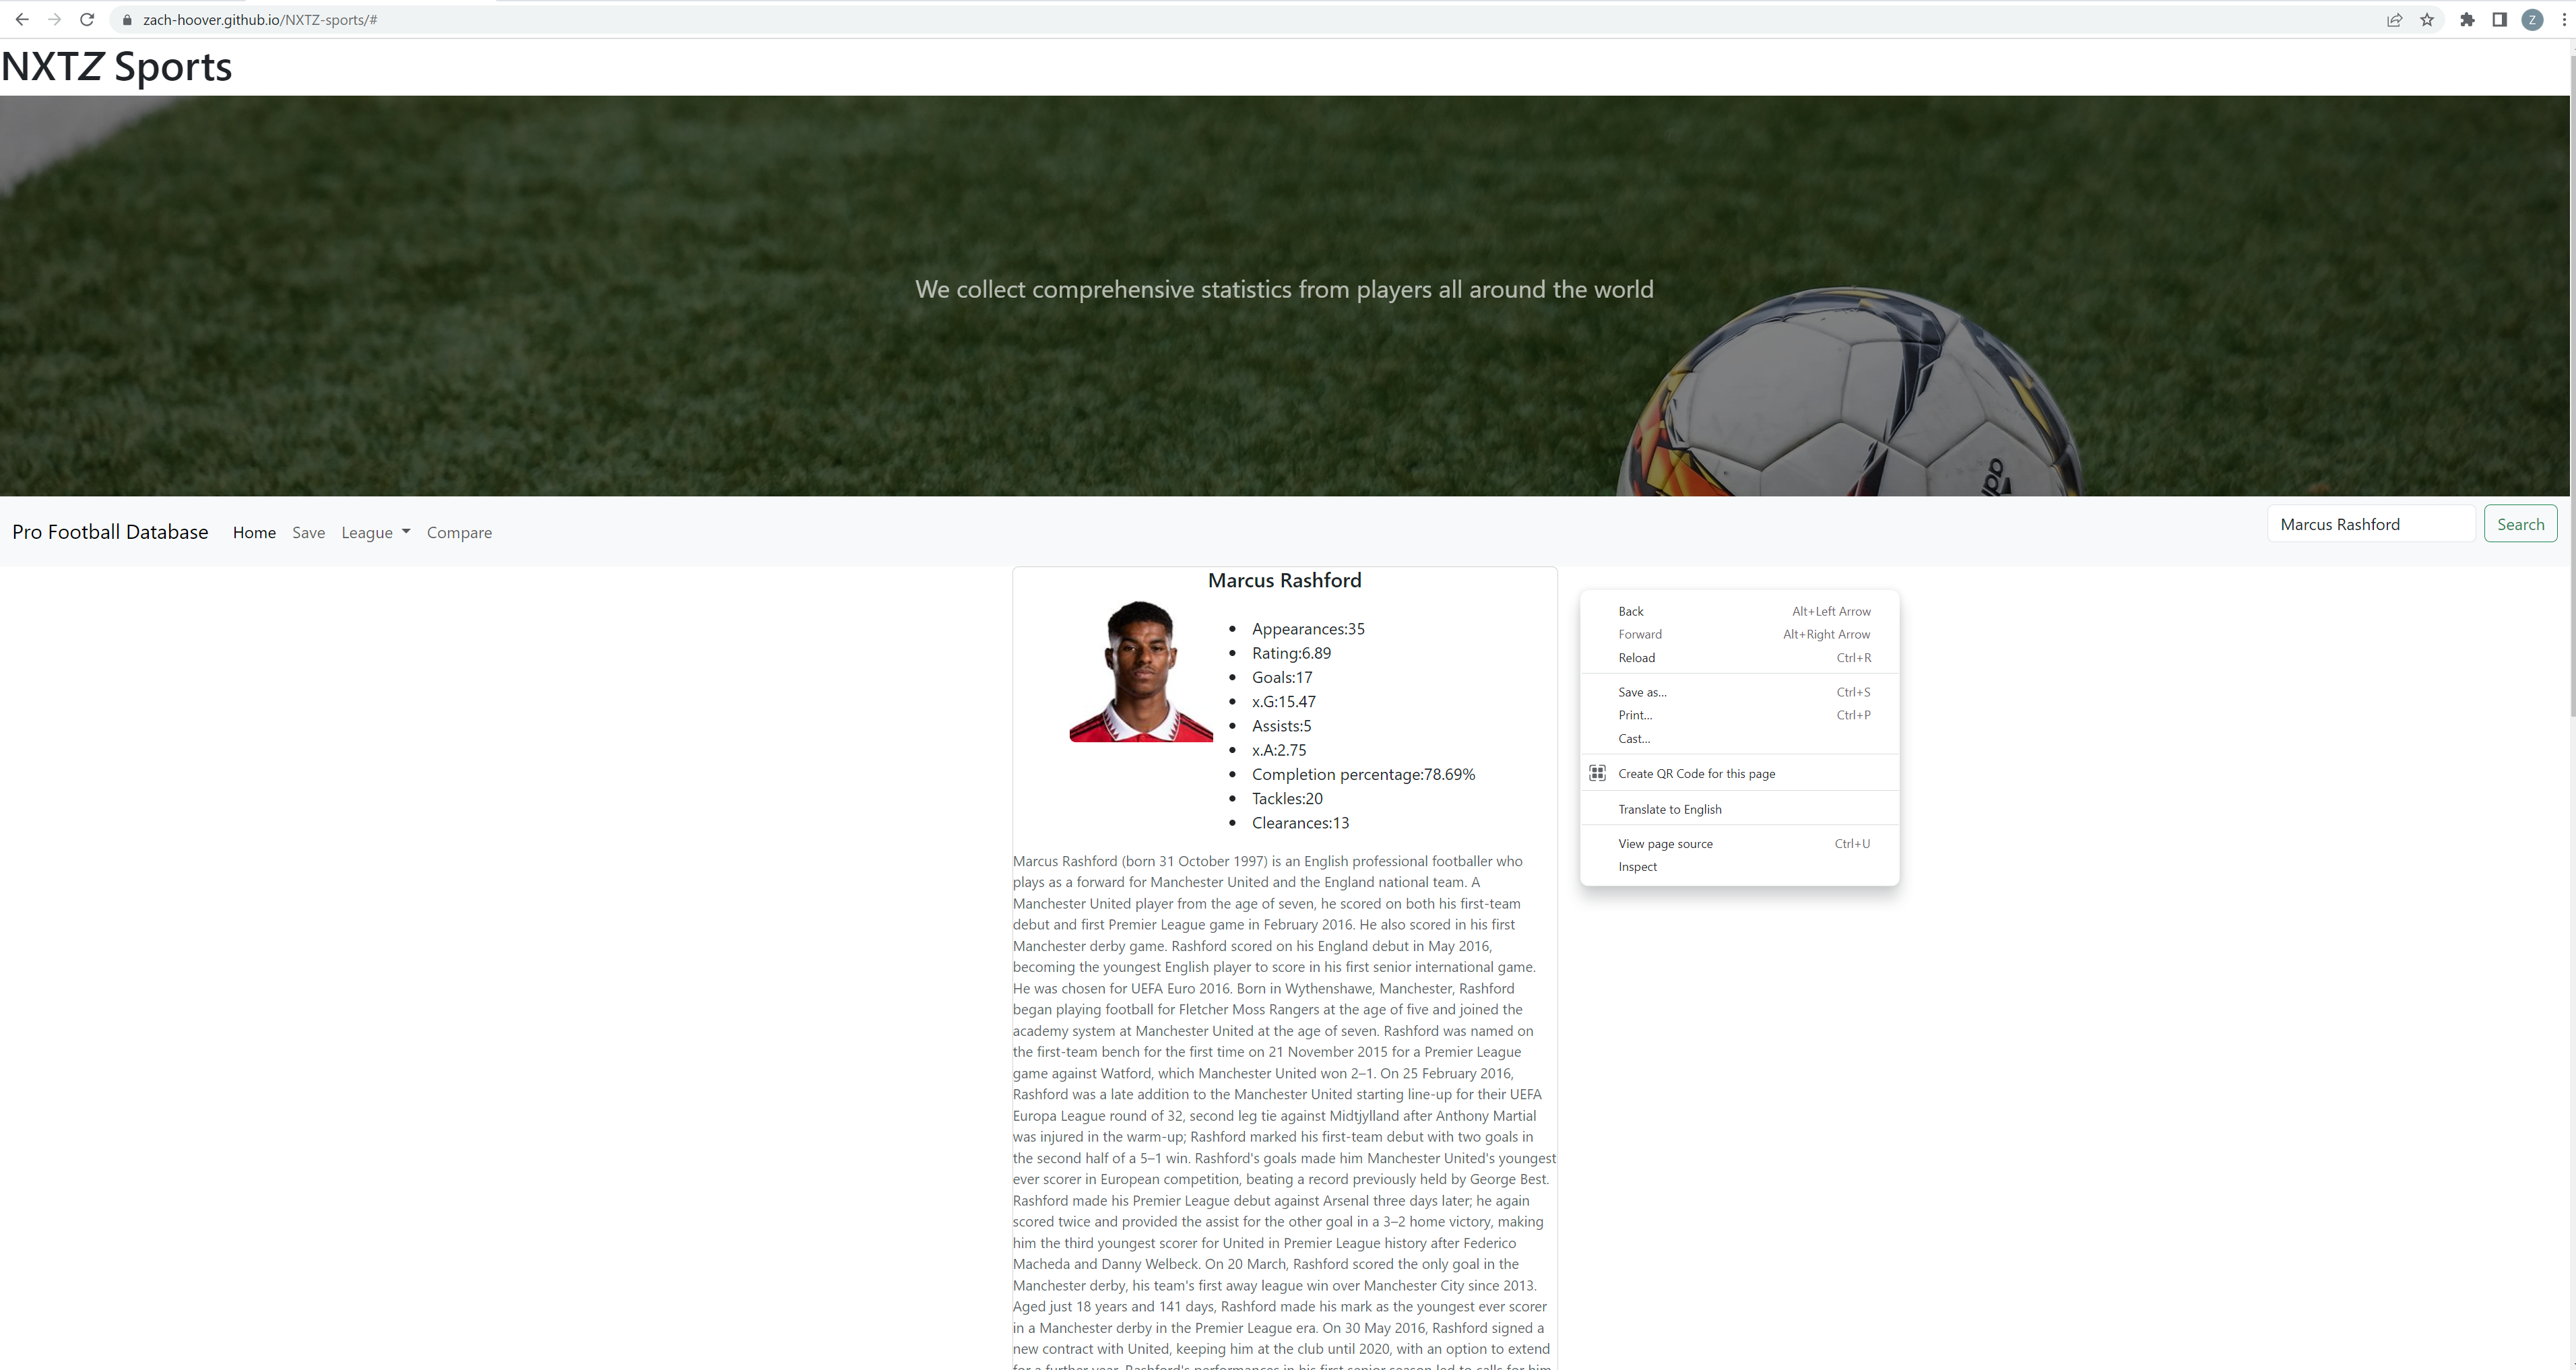 zach-hoover.github.io/NXTZ-sports/#
Z
NXTZ Sports
We collect comprehensive statistics from players all around the world
Pro Football Database Home Save League Compare Marcus Rashford Search
Marcus Rashford
Appearances:35
Rating:6.89
Goals:17
x.G:15.47
Assists:5
x.A:2.75
Completion percentage:78.69%
Tackles:20
Clearances:13
Marcus Rashford (born 31 October 1997) is an English professional footballer who
plays as a forward for Manchester United and the England national team. A
Manchester United player from the age of seven, he scored on both his first-team
debut and first Premier League game in February 2016. He also scored in his first
Manchester derby game. Rashford scored on his England debut in May 2016,
becoming the youngest English player to score in his first senior international game.
He was chosen for UEFA Euro 2016. Born in Wythenshawe, Manchester, Rashford
began playing football for Fletcher Moss Rangers at the age of five and joined the
academy system at Manchester United at the age of seven. Rashford was named on
the first-team bench for the first time on 21 November 2015 for a Premier League
game against Watford, which Manchester United won 2–1. On 25 February 2016,
Rashford was a late addition to the Manchester United starting line-up for their UEFA
Europa League round of 32, second leg tie against Midtjylland after Anthony Martial
was injured in the warm-up; Rashford marked his first-team debut with two goals in
the second half of a 5–1 win. Rashford's goals made him Manchester United's youngest
ever scorer in European competition, beating a record previously held by George Best.
Rashford made his Premier League debut against Arsenal three days later; he again
scored twice and provided the assist for the other goal in a 3–2 home victory, making
him the third youngest scorer for United in Premier League history after Federico
Macheda and Danny Welbeck. On 20 March, Rashford scored the only goal in the
Manchester derby, his team's first away league win over Manchester City since 2013.
Aged just 18 years and 141 days, Rashford made his mark as the youngest ever scorer
in a Manchester derby in the Premier League era. On 30 May 2016, Rashford signed a
new contract with United, keeping him at the club until 2020, with an option to extend
for a further year. Rashford's performances in his first senior season led to calls for him
Back Alt+Left Arrow
Forward Alt+Right Arrow
Reload Ctrl+R
Save as... Ctrl+S
Print... Ctrl+P
Cast...
Create QR Code for this page
Translate to English
View page source Ctrl+U
Inspect